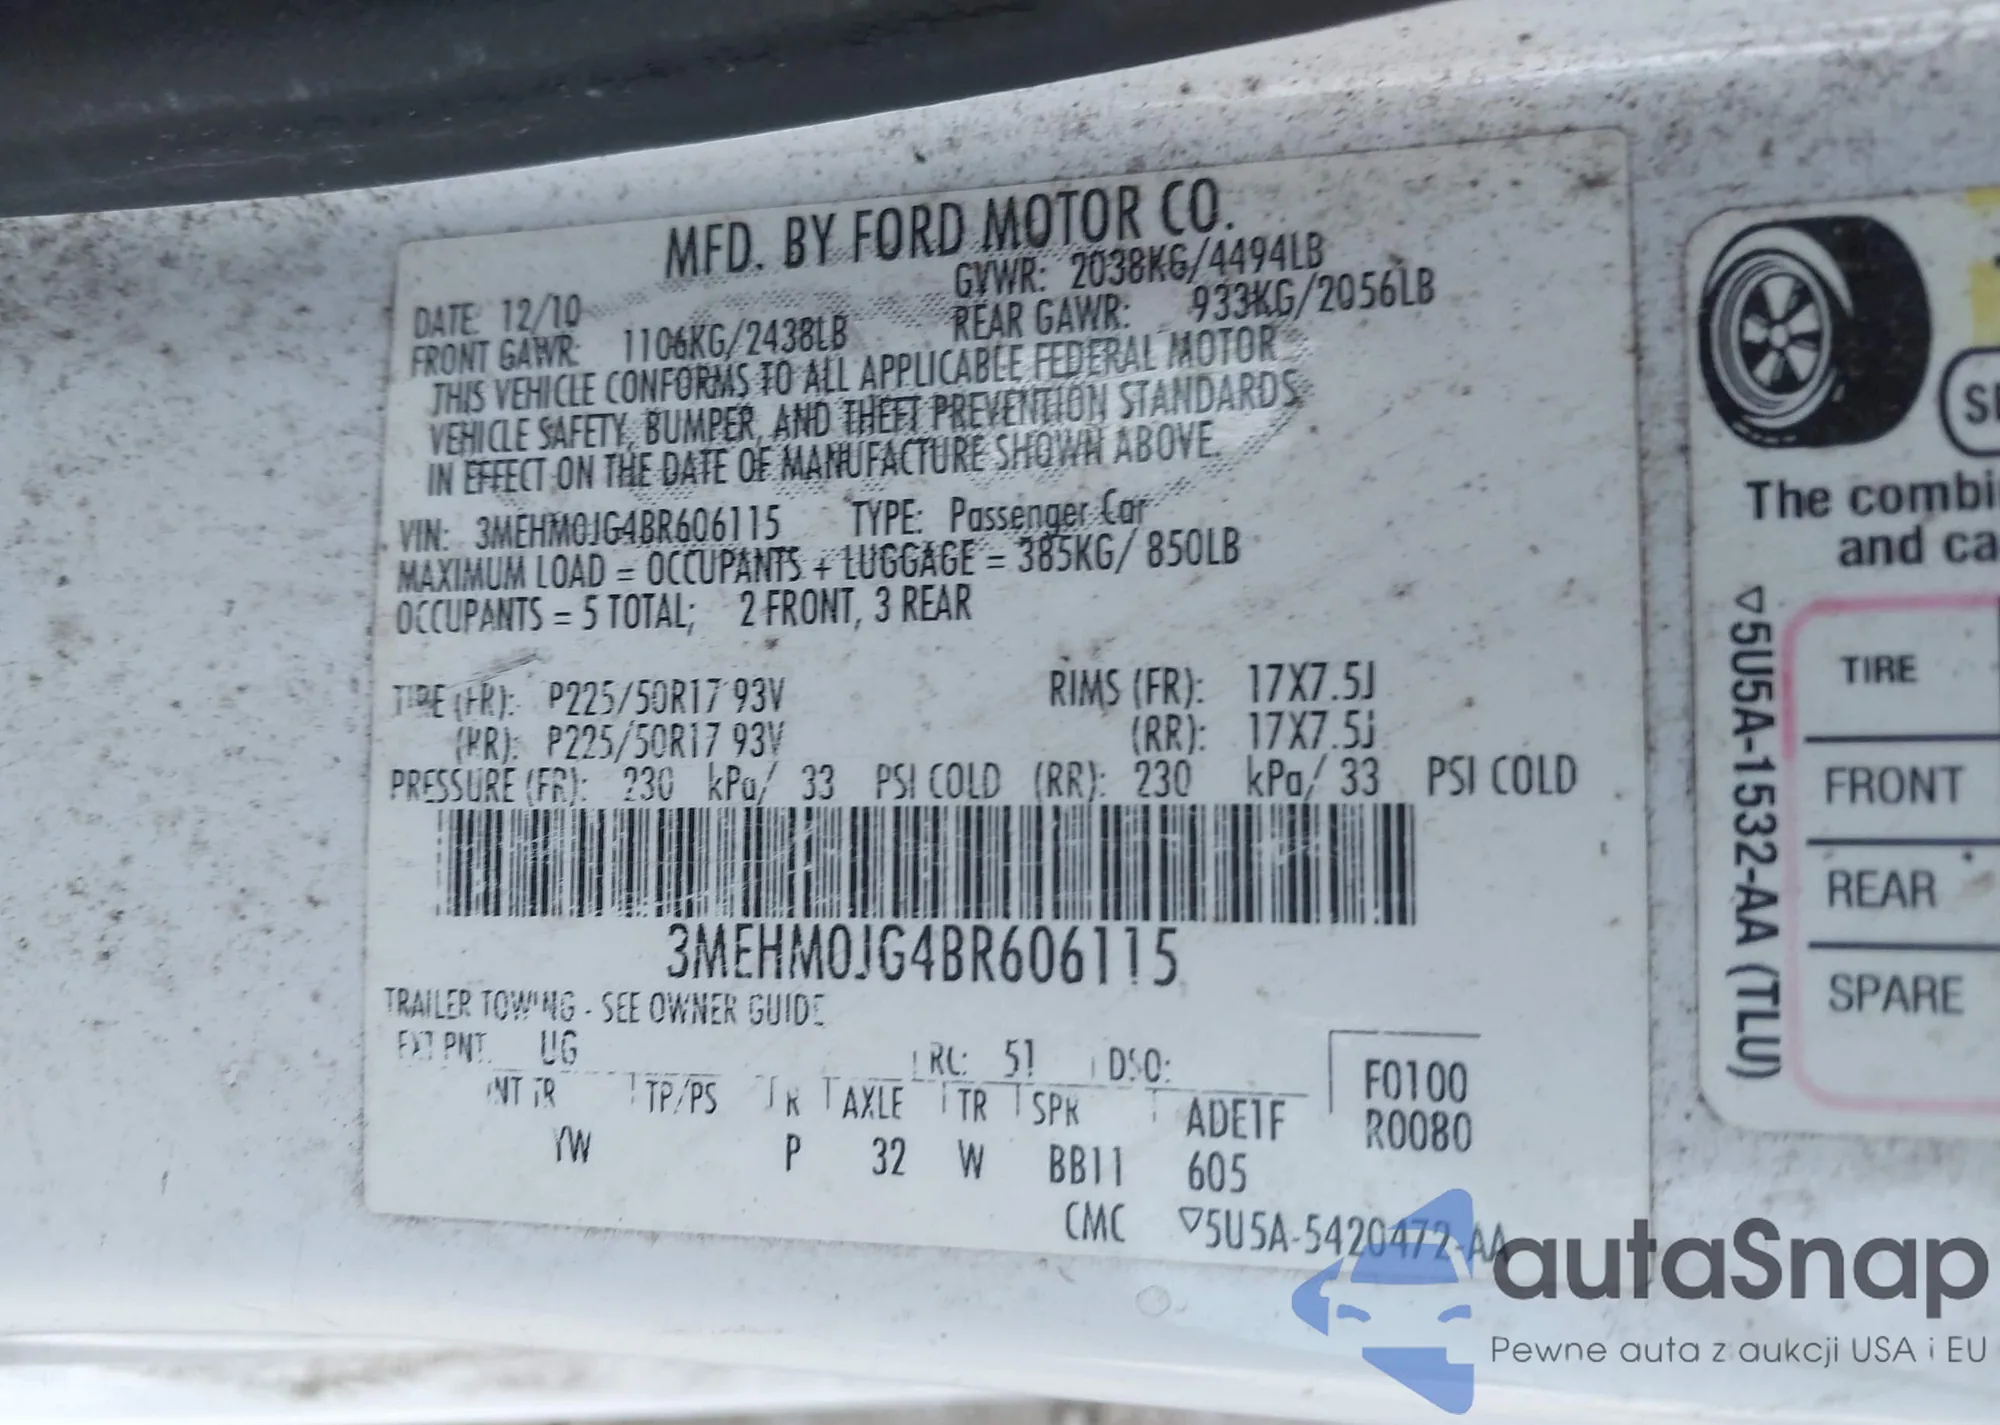 MFD. BY FORD MOTOR CO.
DATE: 12/10 GVWR: 2038KG/4494LB
FRONT GAWR: 1106KG/2438LB REAR GAWR: 933KG/2056LB
THIS VEHICLE CONFORMS TO ALL APPLICABLE FEDERAL MOTOR
VEHICLE SAFETY, BUMPER, AND THEFT PREVENTION STANDARDS
IN EFFECT ON THE DATE OF MANUFACTURE SHOWN ABOVE.
VIN: 3MEHM0JG4BR606115 TYPE: Passenger Car
MAXIMUM LOAD = OCCUPANTS + LUGGAGE = 385KG/ 850LB
OCCUPANTS = 5 TOTAL; 2 FRONT, 3 REAR
TIRE (FR): P225/50R17 93V RIMS (FR): 17X7.5J
(RR): P225/50R17 93V (RR): 17X7.5J
PRESSURE (FR): 230 kPa/ 33 PSI COLD (RR): 230 kPa/ 33 PSI COLD
3MEHM0JG4BR606115
TRAILER TOWING - SEE OWNER GUIDE
EXT PNT: UG RC: 51 DSO: F0100
INT TR TP/PS R AXLE TR SPR ADE1F R0080
YW P 32 W BB11 605
CMC ▽5U5A-5420472-AA
The combi
and ca
▽5U5A-1532-AA (TLU)
TIRE
FRONT
REAR
SPARE
autaSnap
Pewne auta z aukcji USA i EU